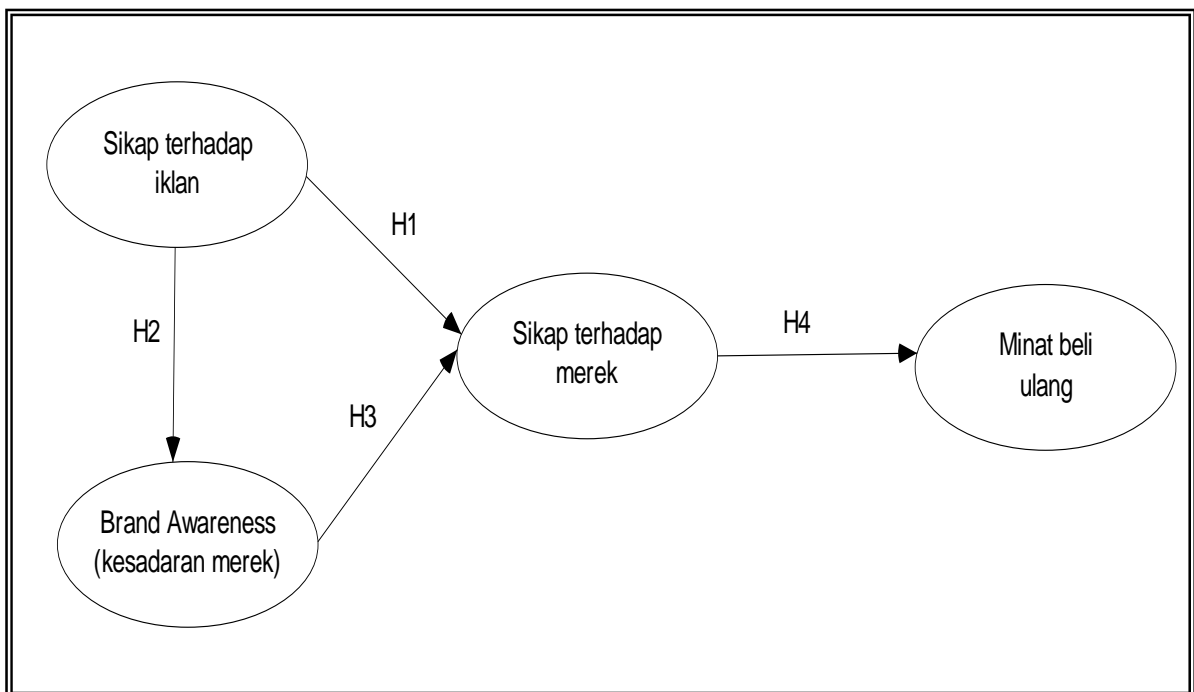 Sikap terhadap
iklan
H1
H2
Sikap terhadap
merek
H4
Minat beli
ulang
H3
Brand Awareness
(kesadaran merek)